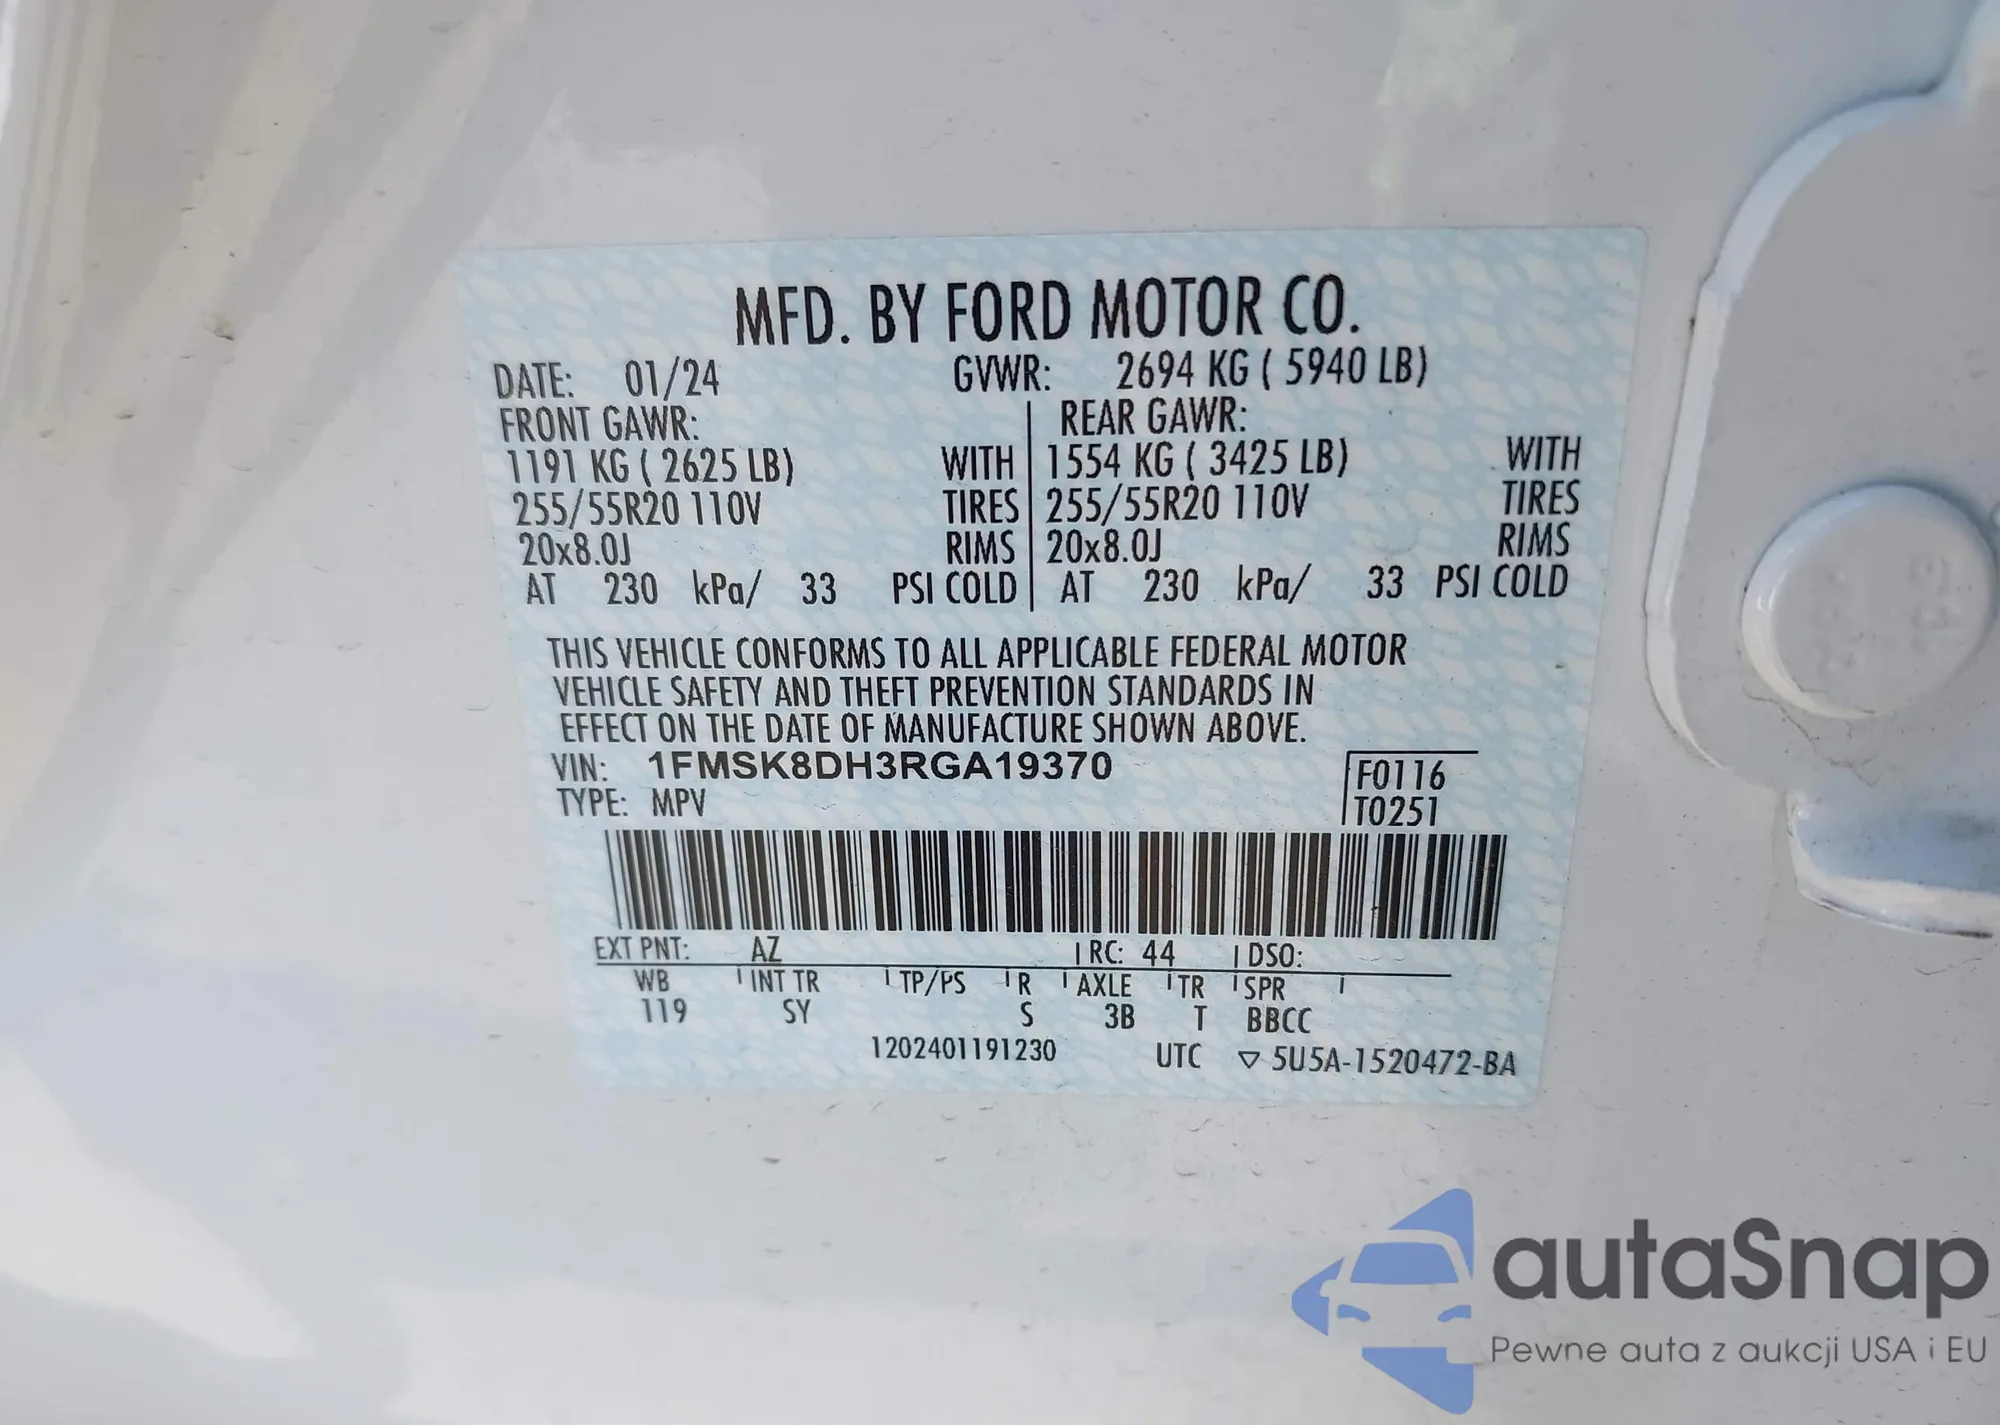 MFD. BY FORD MOTOR CO.
DATE: 01/24 GVWR: 2694 KG ( 5940 LB)
FRONT GAWR: REAR GAWR:
1191 KG ( 2625 LB) WITH 1554 KG ( 3425 LB) WITH
255/55R20 110V TIRES 255/55R20 110V TIRES
20x8.0J RIMS 20x8.0J RIMS
AT 230 kPa/ 33 PSI COLD AT 230 kPa/ 33 PSI COLD
THIS VEHICLE CONFORMS TO ALL APPLICABLE FEDERAL MOTOR
VEHICLE SAFETY AND THEFT PREVENTION STANDARDS IN
EFFECT ON THE DATE OF MANUFACTURE SHOWN ABOVE.
VIN: 1FMSK8DH3RGA19370 F0116
TYPE: MPV T0251
EXT PNT: AZ RC: 44 DSO:
WB INT TR TP/PS R AXLE TR SPR
119 SY S 3B T BBCC
1202401191230 UTC ▽ 5U5A-1520472-BA
autaSnap
Pewne auta z aukcji USA i EU